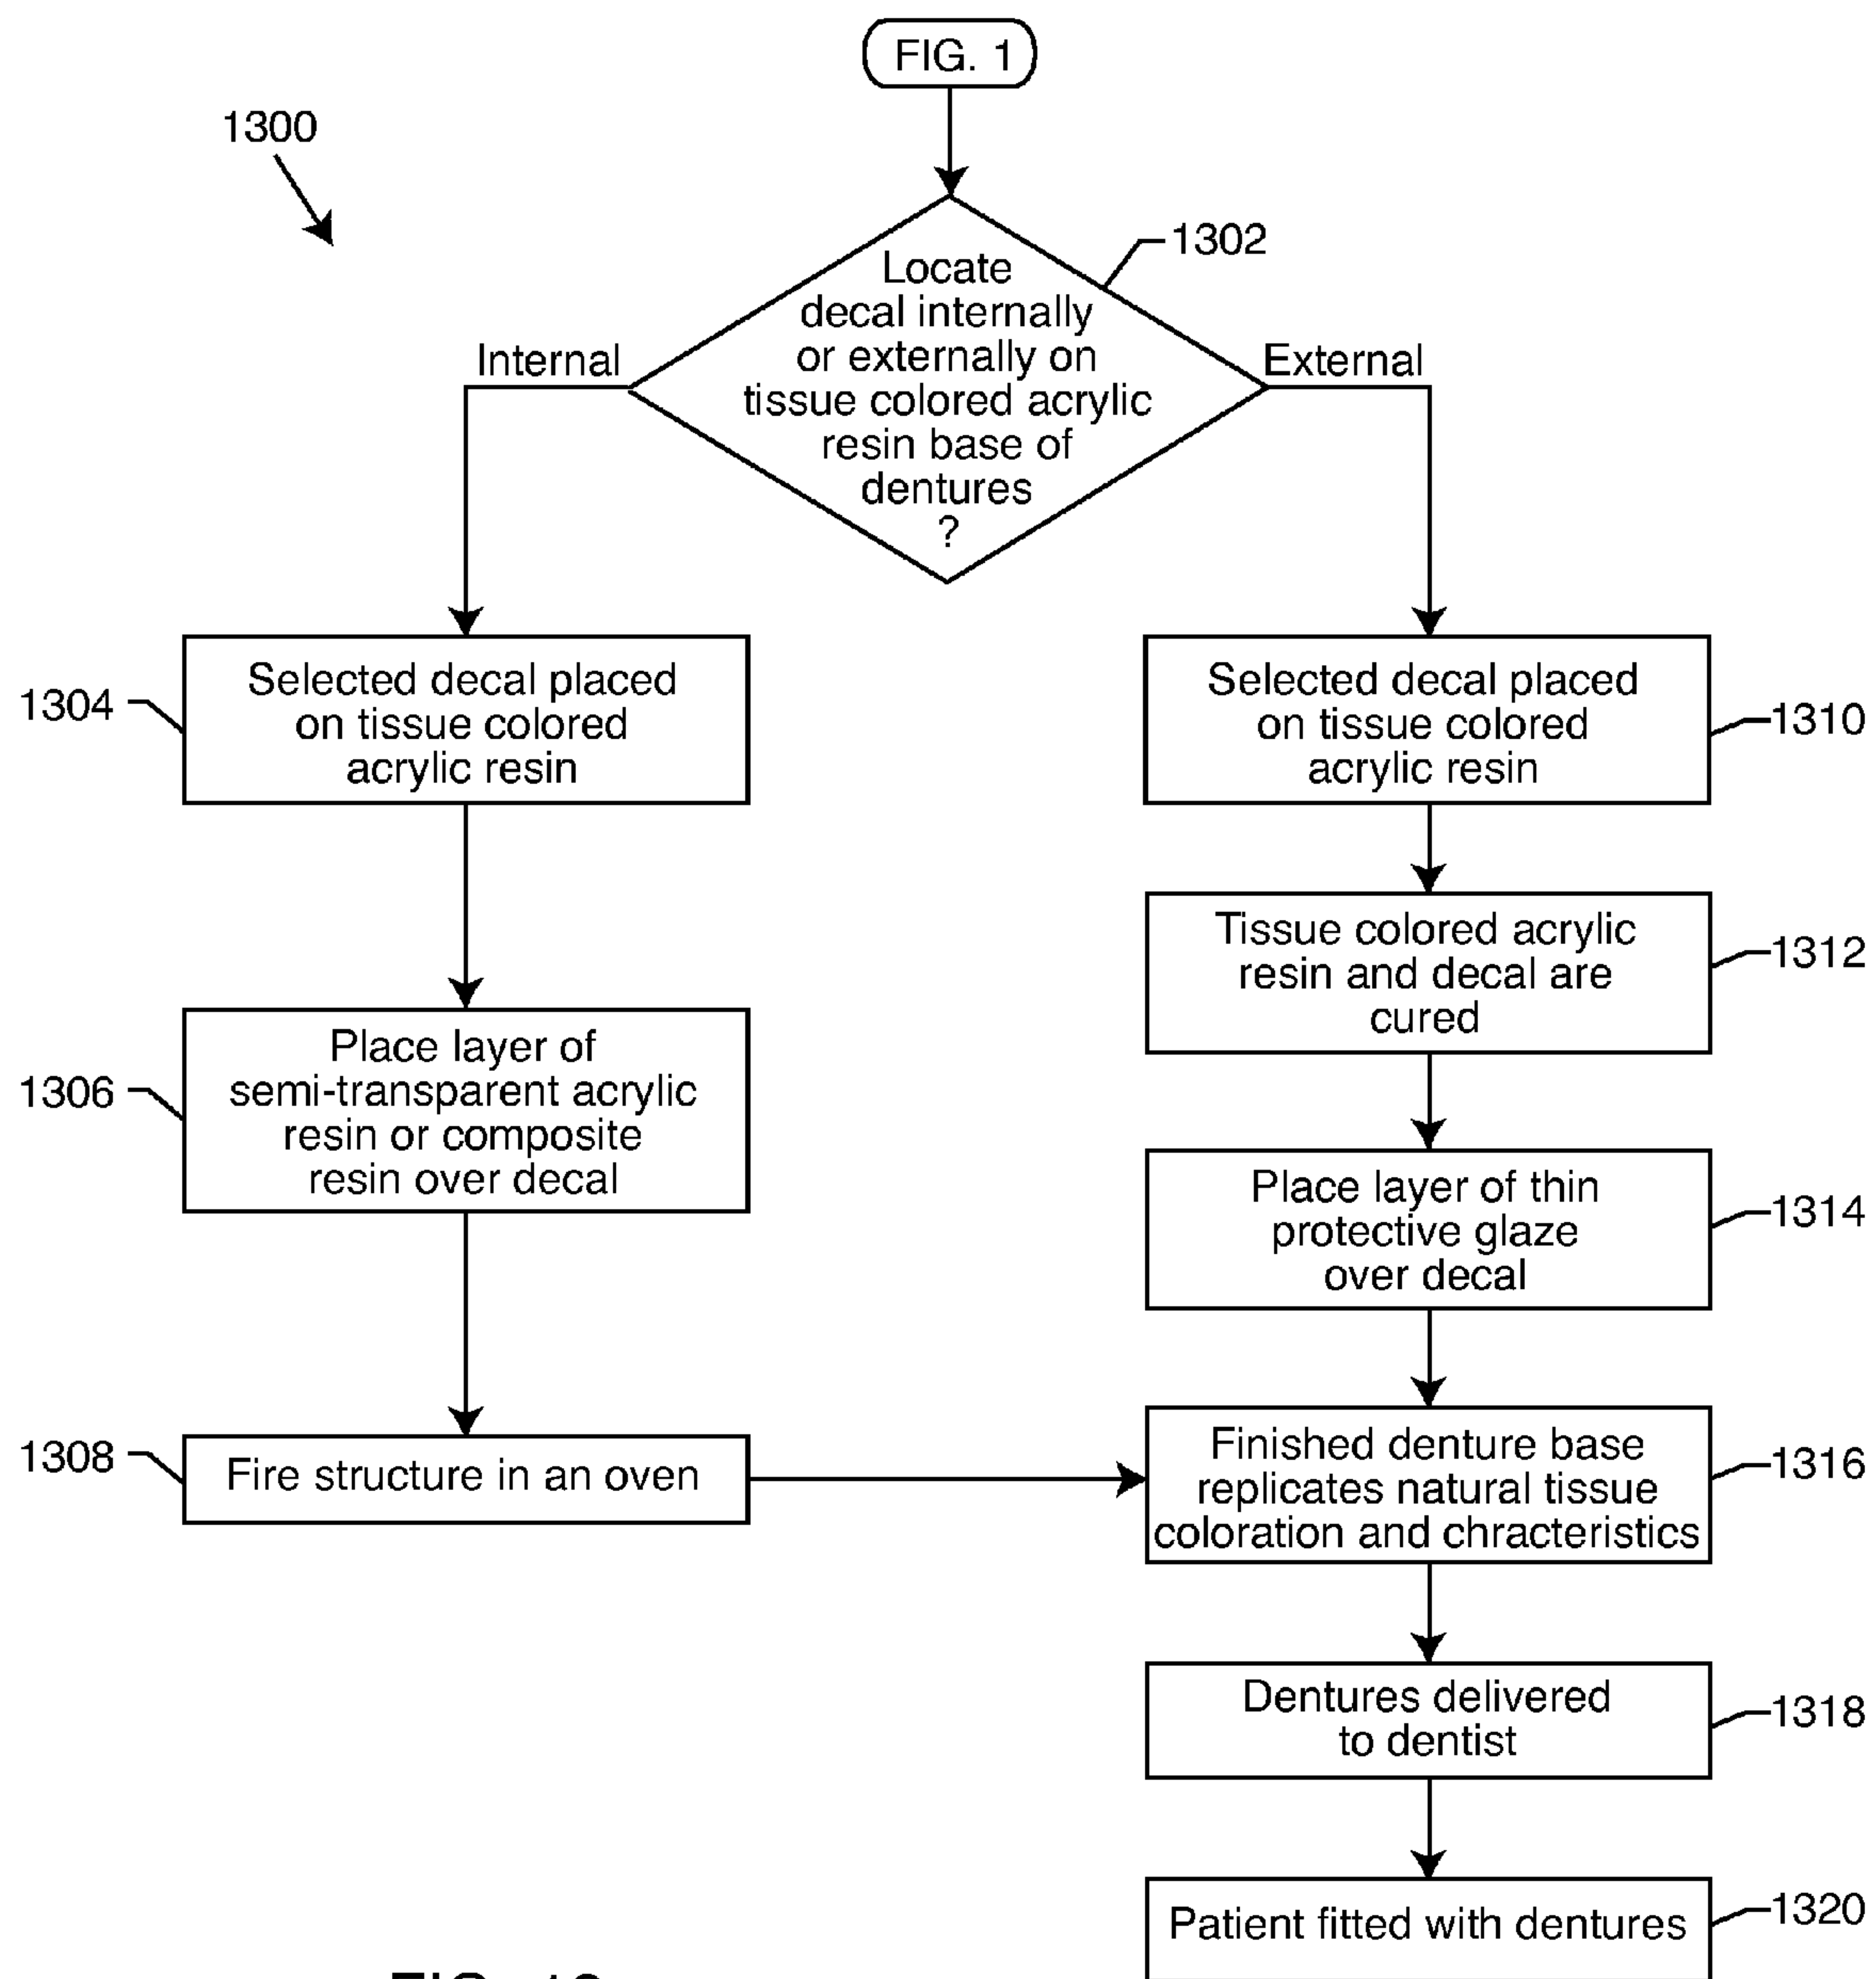 FIG. 1
1300
1302
Locate
decal internally
or externally on
tissue colored acrylic
resin base of
dentures
?
Internal
External
1304
Selected decal placed
on tissue colored
acrylic resin
Selected decal placed
on tissue colored
acrylic resin
1310
Tissue colored acrylic
resin and decal are
cured
1312
1306
Place layer of
semi-transparent acrylic
resin or composite
resin over decal
Place layer of thin
protective glaze
over decal
1314
1308
Fire structure in an oven
Finished denture base
replicates natural tissue
coloration and chracteristics
1316
Dentures delivered
to dentist
1318
Patient fitted with dentures
1320